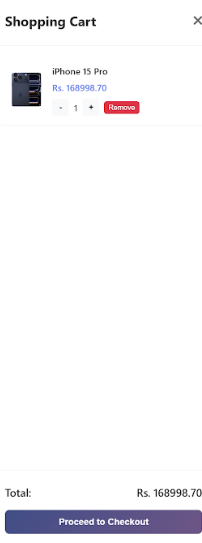 Shopping Cart ×
iPhone 15 Pro
Rs. 168998.70
- 1 + Remove
Total: Rs. 168998.70
Proceed to Checkout